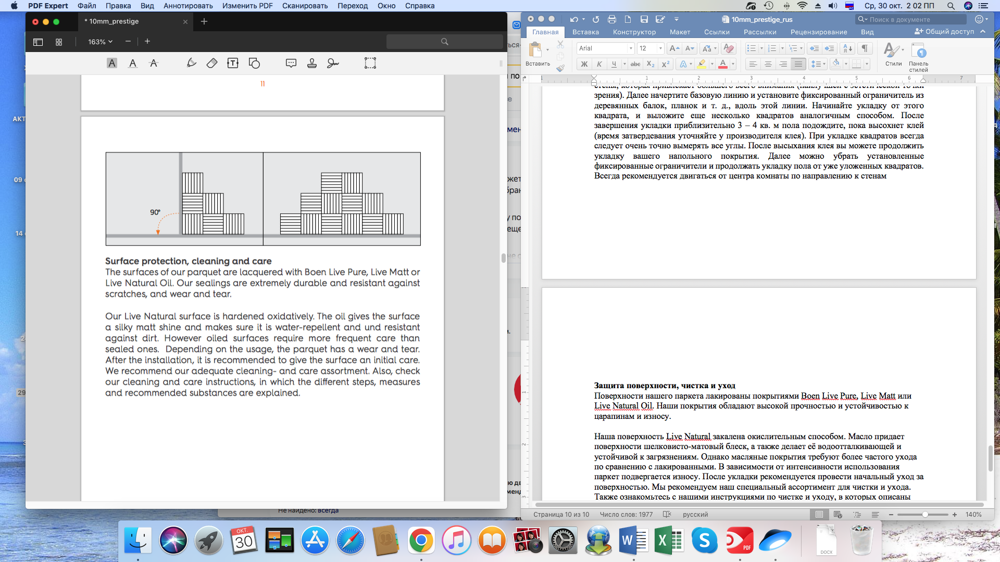 PDF Expert Файл Правка Вид Аннотировать Изменить PDF Сканировать Переход Окно Справка
Ср, 30 окт. 2 02 ПП
* 10mm_prestige
163%
11
90°
Surface protection, cleaning and care
The surfaces of our parquet are lacquered with Boen Live Pure, Live Matt or
Live Natural Oil. Our sealings are extremely durable and resistant against
scratches, and wear and tear.
Our Live Natural surface is hardened oxidatively. The oil gives the surface
a silky matt shine and makes sure it is water-repellent and und resistant
against dirt. However oiled surfaces require more frequent care than
sealed ones. Depending on the usage, the parquet has a wear and tear.
After the installation, it is recommended to give the surface an initial care.
We recommend our adequate cleaning- and care assortment. Also, check
our cleaning and care instructions, in which the different steps, measures
and recommended substances are explained.
Не найдено: всегда
10mm_prestige_rus
Поиск в документе
Главная Вставка Конструктор Макет Ссылки Рассылки Рецензирование Вид Общий доступ
Вставить
Arial 12
Ж К Ч abc X₂ X²
Стили
Панель
стилей
1 1 2 3 4 5 6 7
зрения). Далее начертите базовую линию и установите фиксированный ограничитель из
деревянных балок, планок и т. д., вдоль этой линии. Начинайте укладку от этого
квадрата, и выложите еще несколько квадратов аналогичным способом. После
завершения укладки приблизительно 3 – 4 кв. м пола подождите, пока высохнет клей
(время затвердевания уточняйте у производителя клея). При укладке квадратов всегда
следует очень точно вымерять все углы. После высыхания клея вы можете продолжить
укладку вашего напольного покрытия. Далее можно убрать установленные
фиксированные ограничители и продолжать укладку пола от уже уложенных квадратов.
Всегда рекомендуется двигаться от центра комнаты по направлению к стенам
Защита поверхности, чистка и уход
Поверхности нашего паркета лакированы покрытиями Boen Live Pure, Live Matt или
Live Natural Oil. Наши покрытия обладают высокой прочностью и устойчивостью к
царапинам и износу.
Наша поверхность Live Natural закалена окислительным способом. Масло придает
поверхности шелковисто-матовый блеск, а также делает её водоотталкивающей и
устойчивой к загрязнениям. Однако масляные покрытия требуют более частого ухода
по сравнению с лакированными. В зависимости от интенсивности использования
паркет подвергается износу. После укладки рекомендуется провести начальный уход за
поверхностью. Мы рекомендуем наш специальный ассортимент для чистки и ухода.
Также ознакомьтесь с нашими инструкциями по чистке и уходу, в которых описаны
Страница 10 из 10 Число слов: 1977 русский 140%
ОКТ.
30
PDF
DOCX